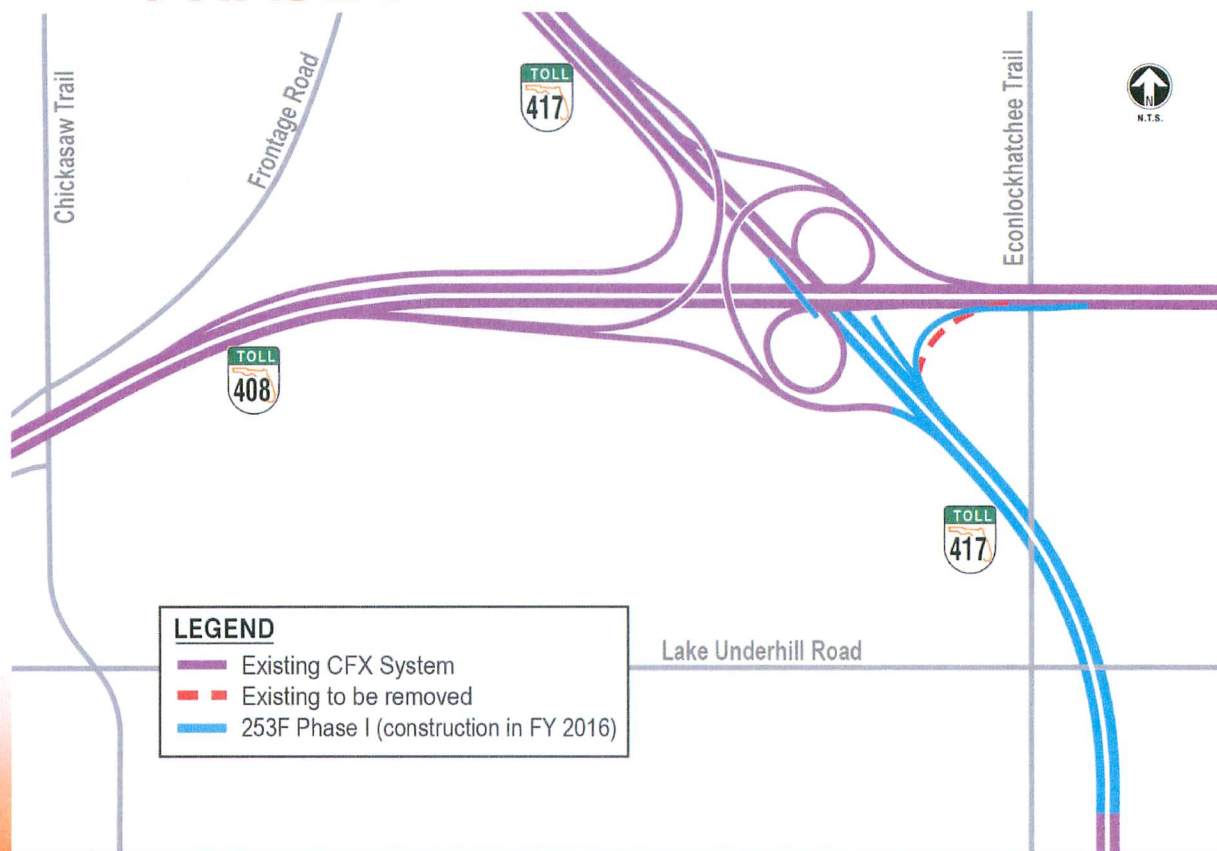 TOLL
417
N
N.T.S.
Chickasaw Trail
Frontage Road
Econlockhatchee Trail
TOLL
408
TOLL
417
LEGEND
Existing CFX System
Existing to be removed
253F Phase I (construction in FY 2016)
Lake Underhill Road